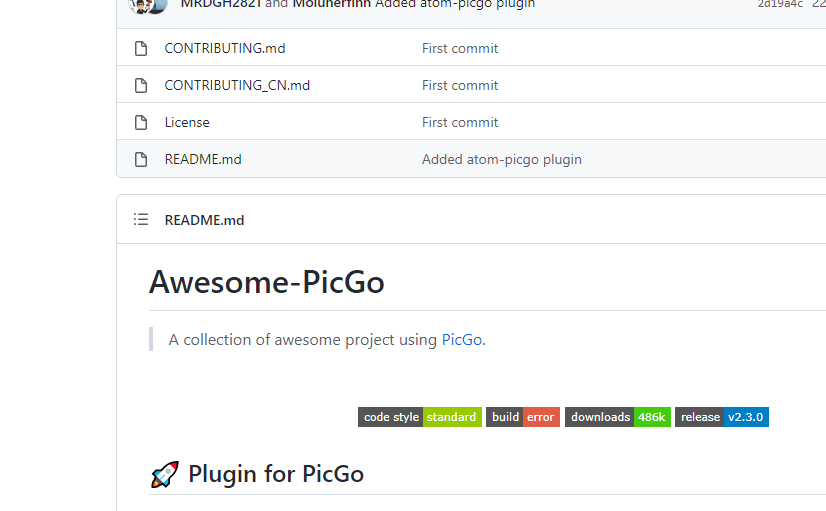 MRDGH2821 and Molunerfinn Added atom-picgo plugin 2d19a4c 22
CONTRIBUTING.md First commit
CONTRIBUTING_CN.md First commit
License First commit
README.md Added atom-picgo plugin
README.md
Awesome-PicGo
A collection of awesome project using PicGo.
code style standard build error downloads 486k release v2.3.0
🚀 Plugin for PicGo